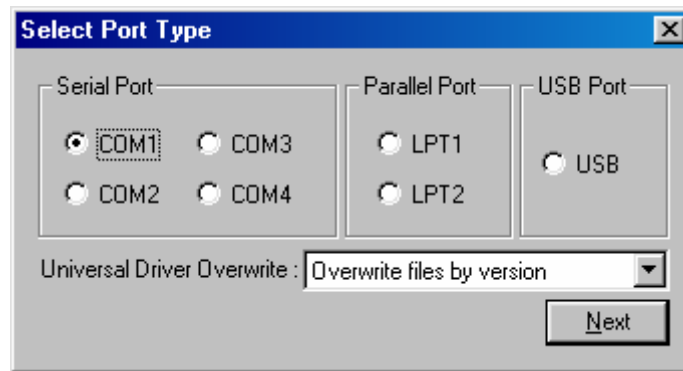 Select Port Type
Serial Port Parallel Port USB Port
COM1 COM3 LPT1 USB
COM2 COM4 LPT2
Universal Driver Overwrite : Overwrite files by version
Next